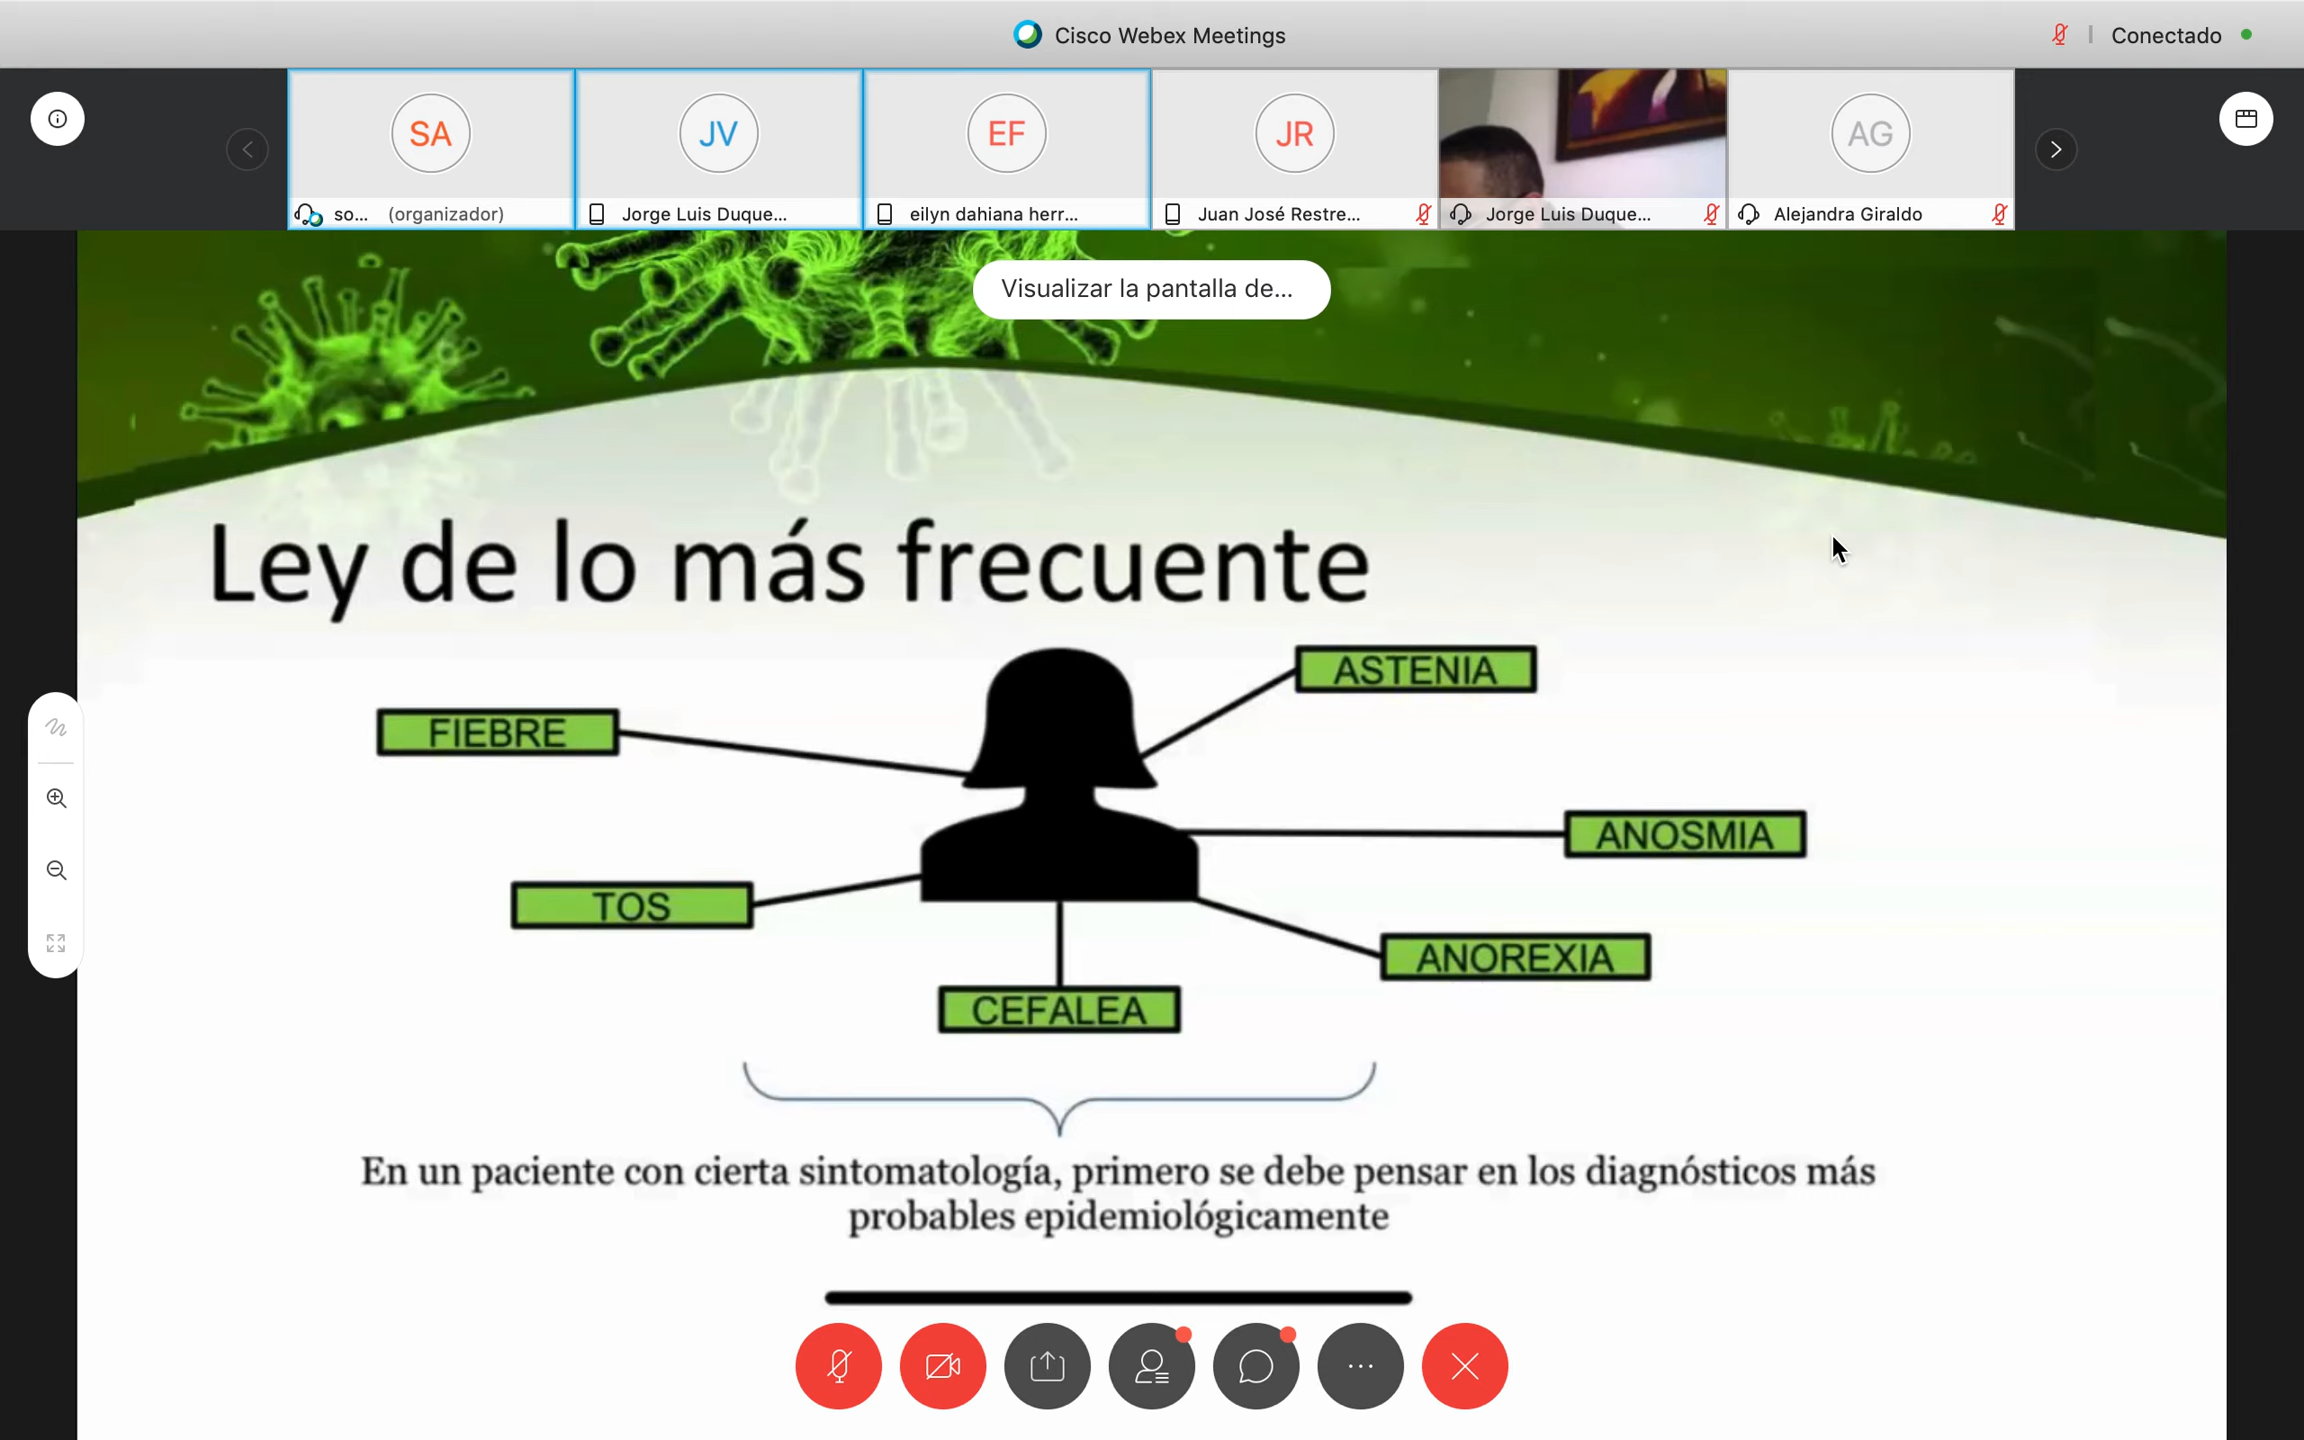 Cisco Webex Meetings
Conectado
SA
JV
EF
JR
AG
so... (organizador)
Jorge Luis Duque...
eilyn dahiana herr...
Juan José Restre...
Jorge Luis Duque...
Alejandra Giraldo
Visualizar la pantalla de...
Ley de lo más frecuente
ASTENIA
FIEBRE
ANOSMIA
TOS
ANOREXIA
CEFALEA
En un paciente con cierta sintomatología, primero se debe pensar en los diagnósticos más
probables epidemiológicamente